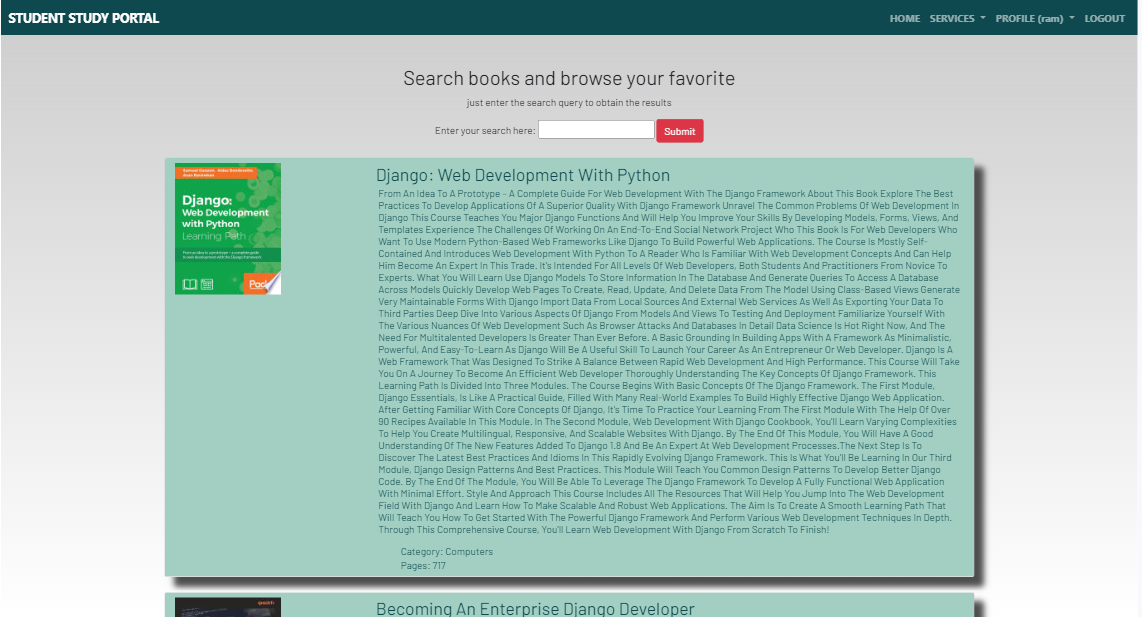 STUDENT STUDY PORTAL
HOME SERVICES PROFILE (ram) LOGOUT
Search books and browse your favorite
just enter the search query to obtain the results
Enter your search here: Submit
Django:
Web Development
with Python
Learning Path
Django: Web Development With Python
From An Idea To A Prototype – A Complete Guide For Web Development With The Django Framework About This Book Explore The Best
Practices To Develop Applications Of A Superior Quality With Django Framework Unravel The Common Problems Of Web Development In
Django This Course Teaches You Major Django Functions And Will Help You Improve Your Skills By Developing Models, Forms, Views, And
Templates Experience The Challenges Of Working On An End-To-End Social Network Project Who This Book Is For Web Developers Who
Want To Use Modern Python-Based Web Frameworks Like Django To Build Powerful Web Applications. The Course Is Mostly Self-
Contained And Introduces Web Development With Python To A Reader Who Is Familiar With Web Development Concepts And Can Help
Him Become An Expert In This Trade. It's Intended For All Levels Of Web Developers, Both Students And Practitioners From Novice To
Experts. What You Will Learn Use Django Models To Store Information In The Database And Generate Queries To Access A Database
Across Models Quickly Develop Web Pages To Create, Read, Update, And Delete Data From The Model Using Class-Based Views Generate
Very Maintainable Forms With Django Import Data From Local Sources And External Web Services As Well As Exporting Your Data To
Third Parties Deep Dive Into Various Aspects Of Django From Models And Views To Testing And Deployment Familiarize Yourself With
The Various Nuances Of Web Development Such As Browser Attacks And Databases In Detail Data Science Is Hot Right Now, And The
Need For Multitalented Developers Is Greater Than Ever Before. A Basic Grounding In Building Apps With A Framework As Minimalistic,
Powerful, And Easy-To-Learn As Django Will Be A Useful Skill To Launch Your Career As An Entrepreneur Or Web Developer. Django Is A
Web Framework That Was Designed To Strike A Balance Between Rapid Web Development And High Performance. This Course Will Take
You On A Journey To Become An Efficient Web Developer Thoroughly Understanding The Key Concepts Of Django Framework. This
Learning Path Is Divided Into Three Modules. The Course Begins With Basic Concepts Of The Django Framework. The First Module,
Django Essentials, Is Like A Practical Guide, Filled With Many Real-World Examples To Build Highly Effective Django Web Application.
After Getting Familiar With Core Concepts Of Django, It's Time To Practice Your Learning From The First Module With The Help Of Over
90 Recipes Available In This Module. In The Second Module, Web Development With Django Cookbook, You'll Learn Varying Complexities
To Help You Create Multilingual, Responsive, And Scalable Websites With Django. By The End Of This Module, You Will Have A Good
Understanding Of The New Features Added To Django 1.8 And Be An Expert At Web Development Processes.The Next Step Is To
Discover The Latest Best Practices And Idioms In This Rapidly Evolving Django Framework. This Is What You'll Be Learning In Our Third
Module, Django Design Patterns And Best Practices. This Module Will Teach You Common Design Patterns To Develop Better Django
Code. By The End Of The Module, You Will Be Able To Leverage The Django Framework To Develop A Fully Functional Web Application
With Minimal Effort. Style And Approach This Course Includes All The Resources That Will Help You Jump Into The Web Development
Field With Django And Learn How To Make Scalable And Robust Web Applications. The Aim Is To Create A Smooth Learning Path That
Will Teach You How To Get Started With The Powerful Django Framework And Perform Various Web Development Techniques In Depth.
Through This Comprehensive Course, You'll Learn Web Development With Django From Scratch To Finish!
Category: Computers
Pages: 717
Becoming An Enterprise Django Developer